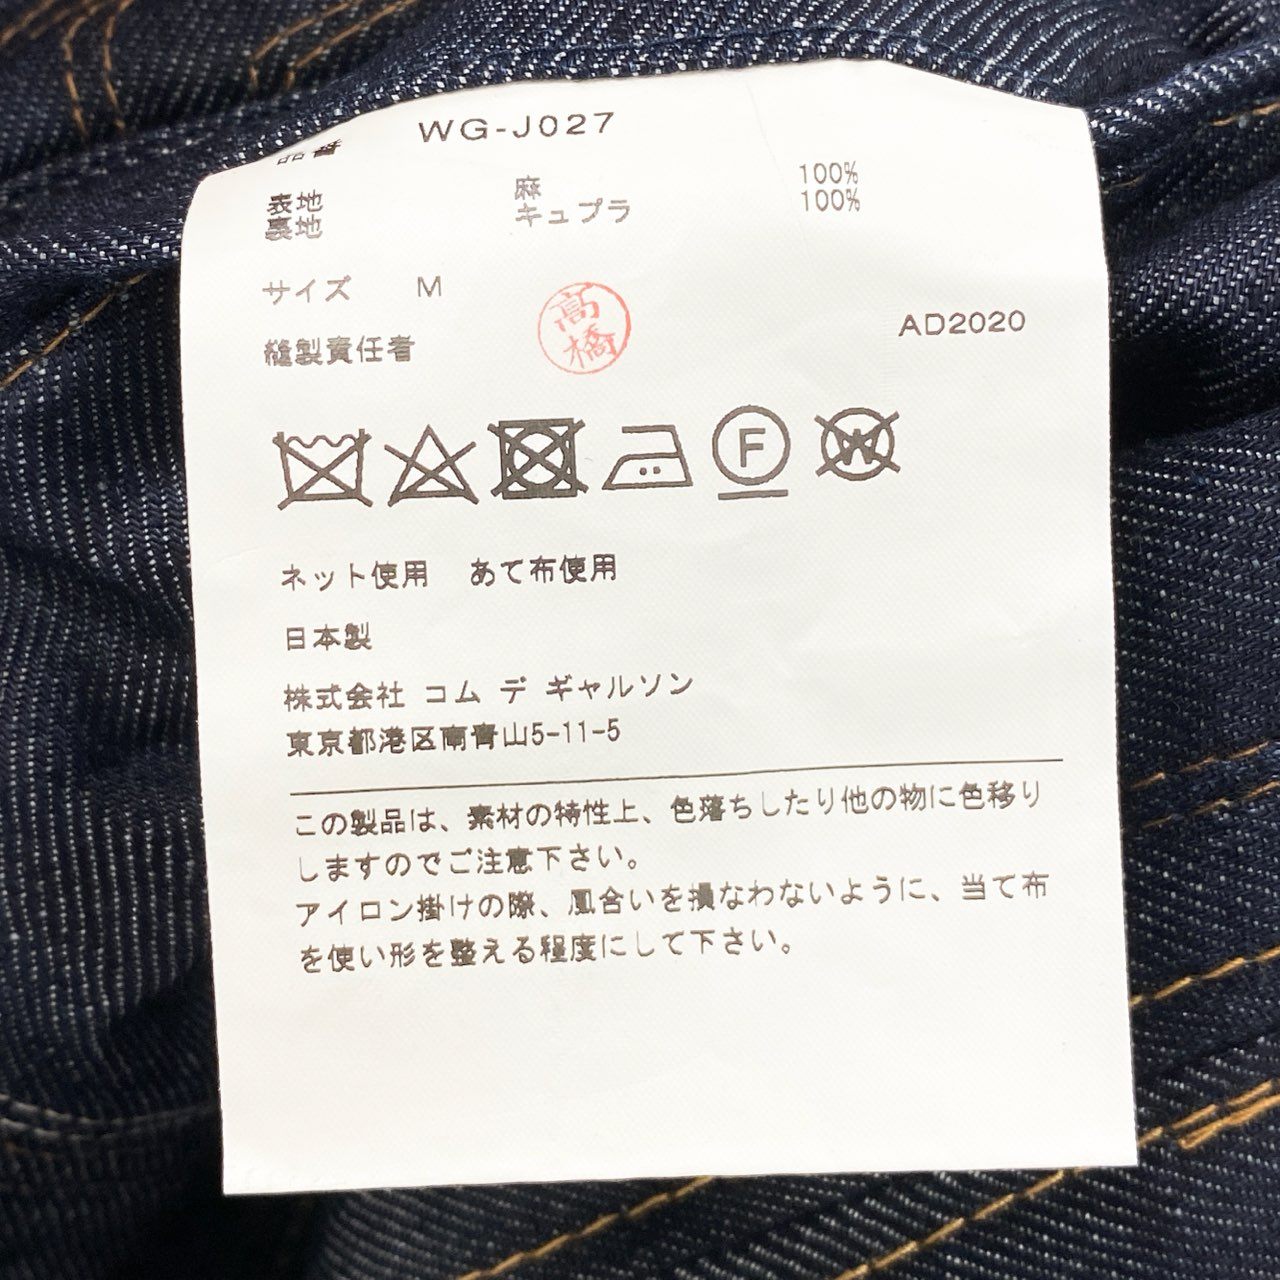 品番 WG-J027
表地 麻 100%
裏地 キュプラ 100%
サイズ M
縫製責任者 高橋 AD2020
F W
ネット使用 あて布使用
日本製
株式会社 コム デ ギャルソン
東京都港区南青山5-11-5
この製品は、素材の特性上、色落ちしたり他の物に色移り
しますのでご注意下さい。
アイロン掛けの際、風合いを損なわないように、当て布
を使い形を整える程度にして下さい。